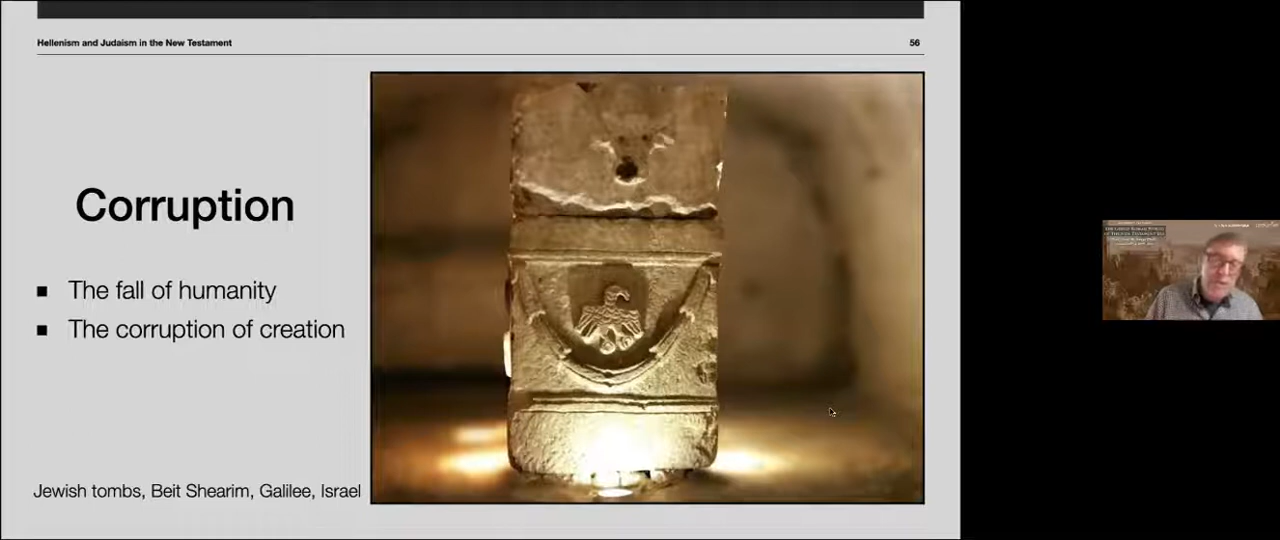 Hellenism and Judaism in the New Testament
56
Corruption
The fall of humanity
The corruption of creation
Jewish tombs, Beit Shearim, Galilee, Israel